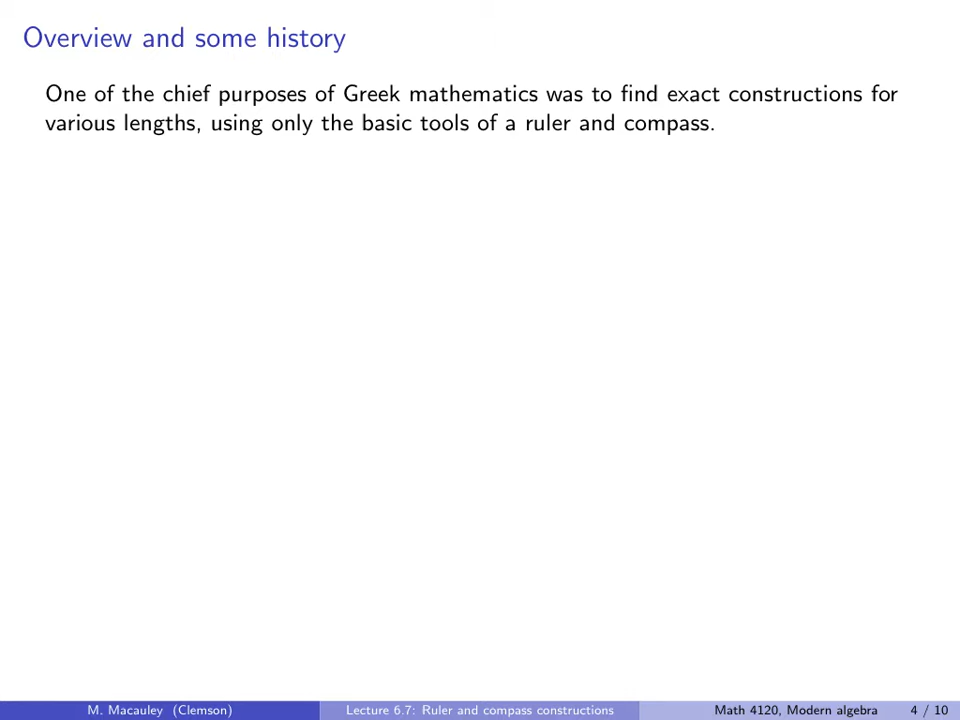 Overview and some history
One of the chief purposes of Greek mathematics was to find exact constructions for
various lengths, using only the basic tools of a ruler and compass.
M. Macauley (Clemson) Lecture 6.7: Ruler and compass constructions Math 4120, Modern algebra 4 / 10